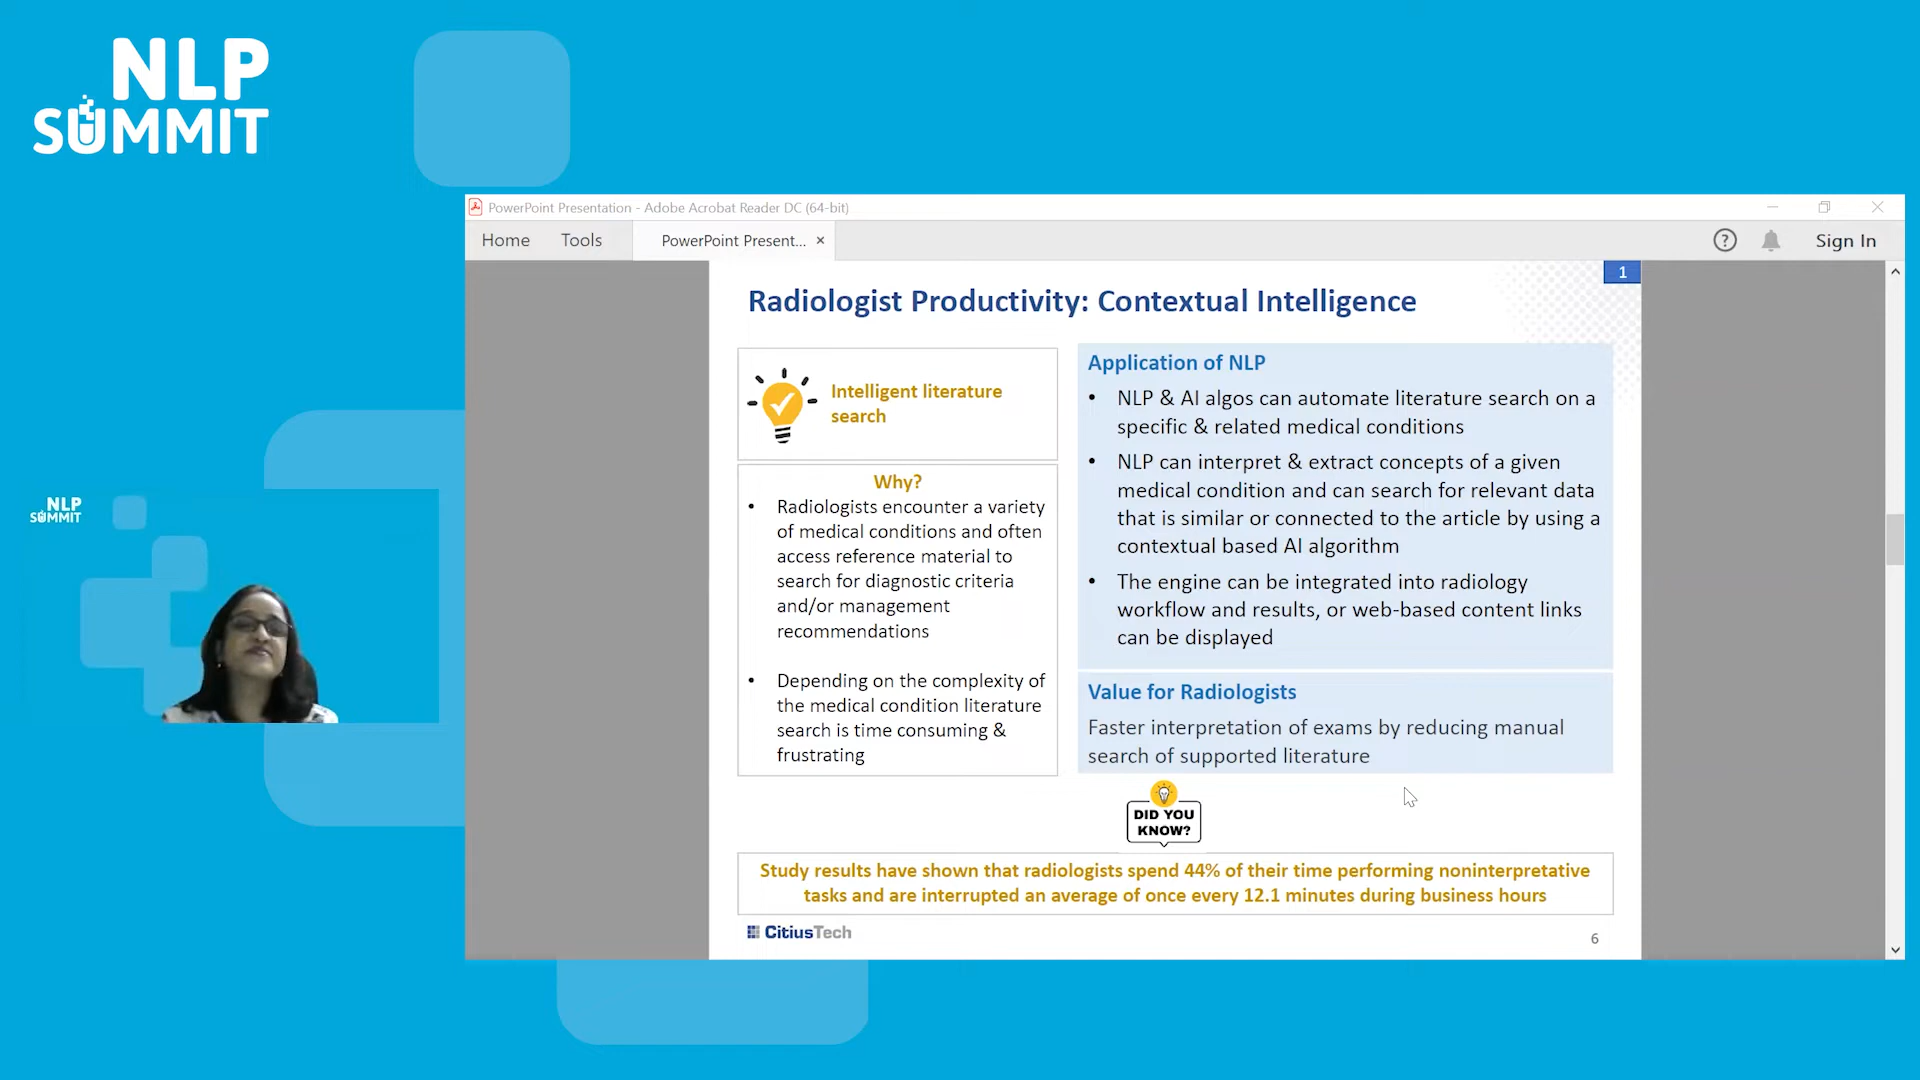 NLP
SUMMIT
PowerPoint Presentation - Adobe Acrobat Reader DC (64-bit)
Home
Tools
PowerPoint Present...
Sign In
1
Radiologist Productivity: Contextual Intelligence
Intelligent literature
search
Why?
• Radiologists encounter a variety
of medical conditions and often
access reference material to
search for diagnostic criteria
and/or management
recommendations
• Depending on the complexity of
the medical condition literature
search is time consuming &
frustrating
Application of NLP
• NLP & AI algos can automate literature search on a
specific & related medical conditions
• NLP can interpret & extract concepts of a given
medical condition and can search for relevant data
that is similar or connected to the article by using a
contextual based AI algorithm
• The engine can be integrated into radiology
workflow and results, or web-based content links
can be displayed
Value for Radiologists
Faster interpretation of exams by reducing manual
search of supported literature
DID YOU
KNOW?
Study results have shown that radiologists spend 44% of their time performing noninterpretative
tasks and are interrupted an average of once every 12.1 minutes during business hours
CitiusTech
6
NLP
SUMMIT